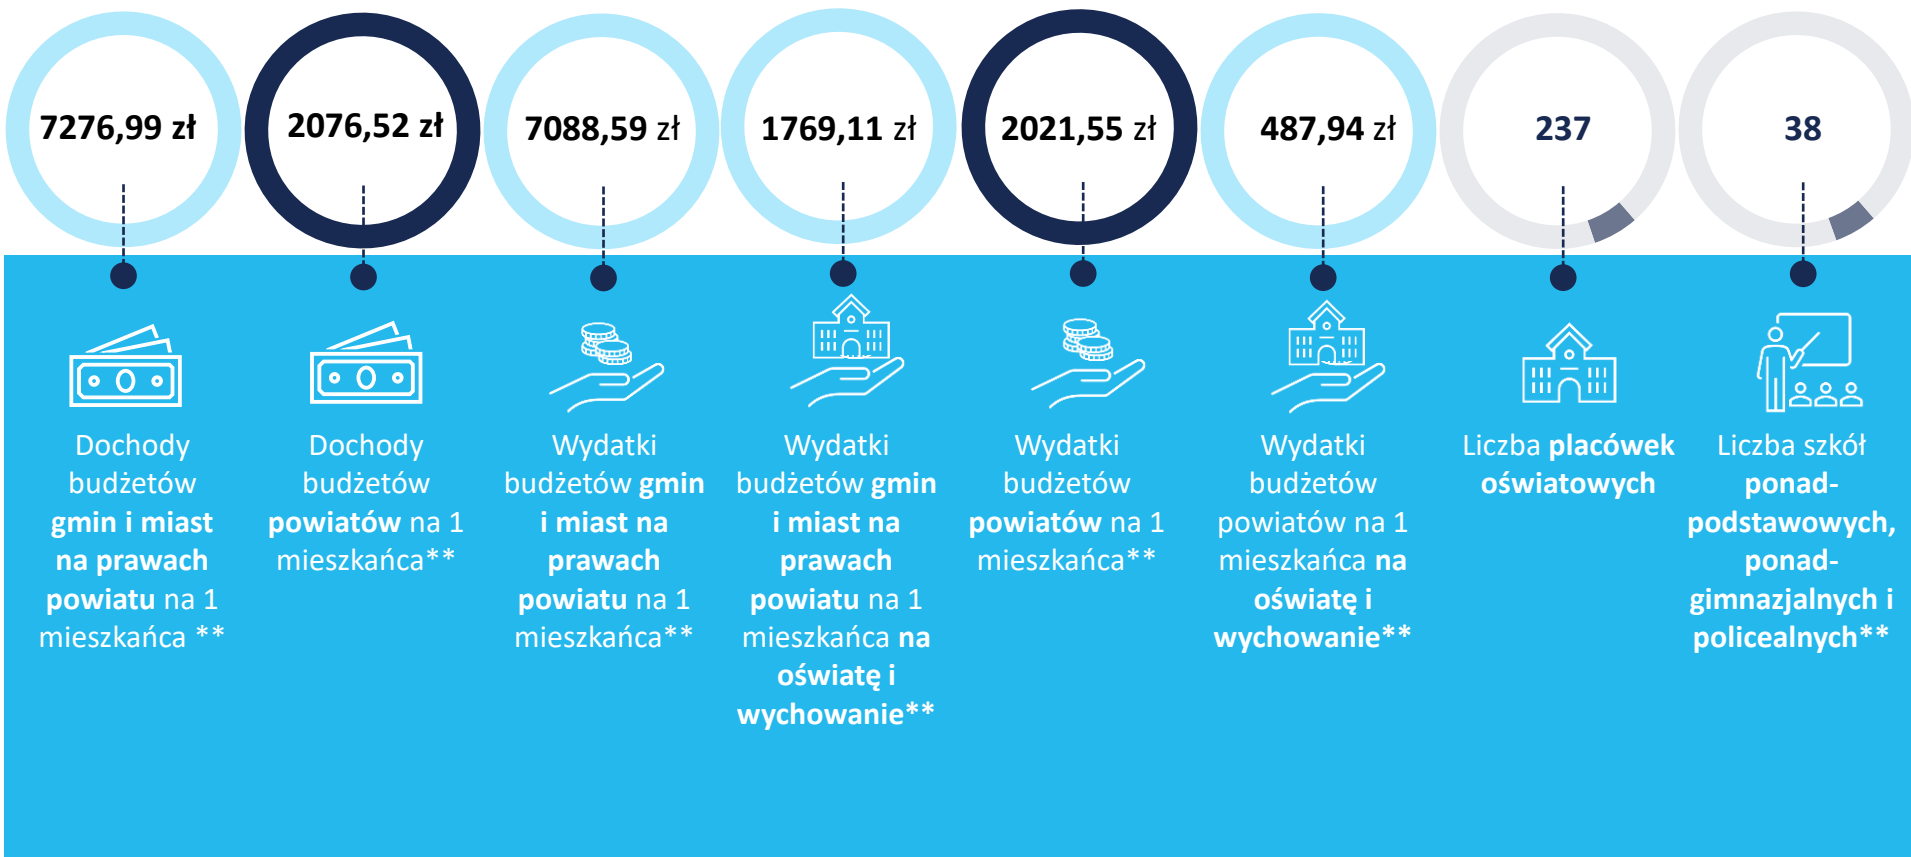 7276,99 zł
2076,52 zł
7088,59 zł
1769,11 zł
2021,55 zł
487,94 zł
237
38
Dochody
budżetów
gmin i miast
na prawach
powiatu na 1
mieszkańca **
Dochody
budżetów
powiatów na 1
mieszkańca**
Wydatki
budżetów gmin
i miast na
prawach
powiatu na 1
mieszkańca**
Wydatki
budżetów gmin
i miast na
prawach
powiatu na 1
mieszkańca na
oświatę i
wychowanie**
Wydatki
budżetów
powiatów na 1
mieszkańca**
Wydatki
budżetów
powiatów na 1
mieszkańca na
oświatę i
wychowanie**
Liczba placówek
oświatowych
Liczba szkół
ponad-
podstawowych,
ponad-
gimnazjalnych i
policealnych**